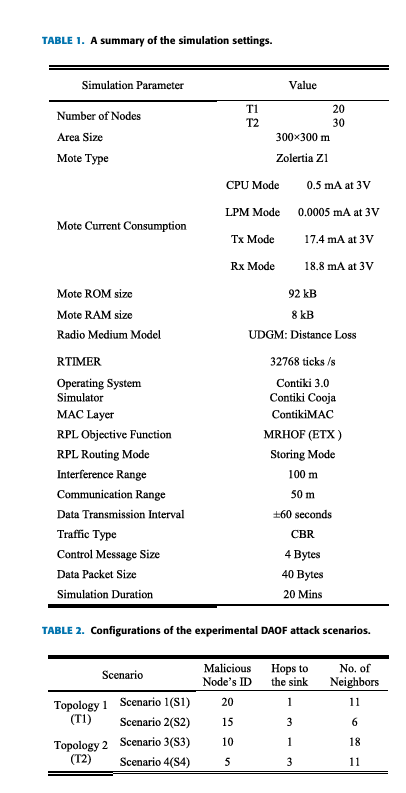 TABLE 1. A summary of the simulation settings.
Simulation Parameter Value
Number of Nodes T1 20
T2 30
Area Size 300×300 m
Mote Type Zolertia Z1
Mote Current Consumption CPU Mode 0.5 mA at 3V
LPM Mode 0.0005 mA at 3V
Tx Mode 17.4 mA at 3V
Rx Mode 18.8 mA at 3V
Mote ROM size 92 kB
Mote RAM size 8 kB
Radio Medium Model UDGM: Distance Loss
RTIMER 32768 ticks /s
Operating System Contiki 3.0
Simulator Contiki Cooja
MAC Layer ContikiMAC
RPL Objective Function MRHOF (ETX )
RPL Routing Mode Storing Mode
Interference Range 100 m
Communication Range 50 m
Data Transmission Interval ±60 seconds
Traffic Type CBR
Control Message Size 4 Bytes
Data Packet Size 40 Bytes
Simulation Duration 20 Mins
TABLE 2. Configurations of the experimental DAOF attack scenarios.
Scenario Malicious Node's ID Hops to the sink No. of Neighbors
Topology 1 (T1) Scenario 1(S1) 20 1 11
Scenario 2(S2) 15 3 6
Topology 2 (T2) Scenario 3(S3) 10 1 18
Scenario 4(S4) 5 3 11